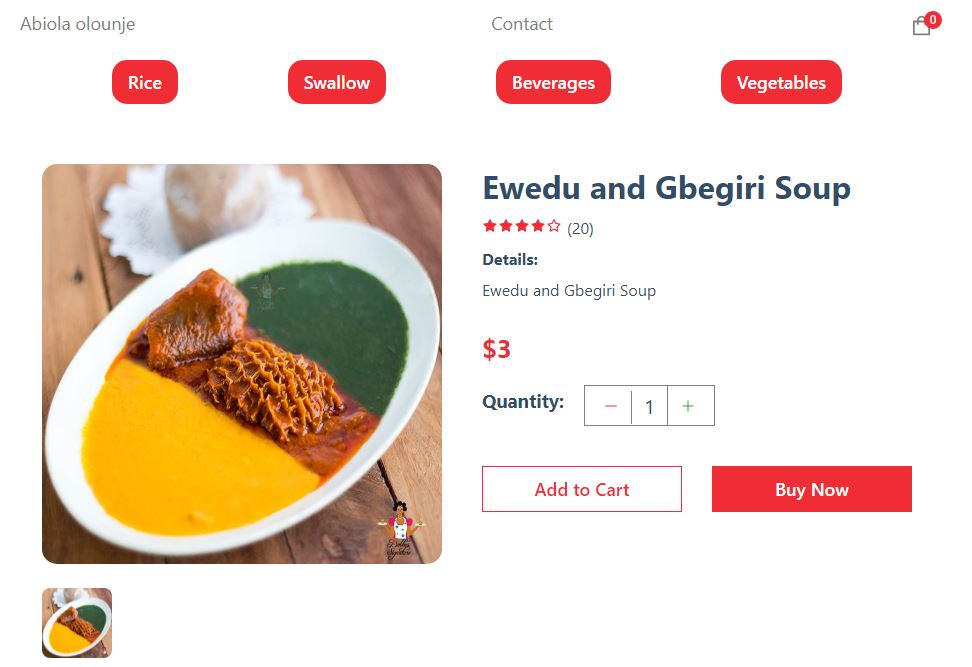 Abiola olounje
Contact
0
Rice
Swallow
Beverages
Vegetables
Ewedu and Gbegiri Soup
(20)
Details:
Ewedu and Gbegiri Soup
$3
Quantity:
− 1 +
Add to Cart
Buy Now